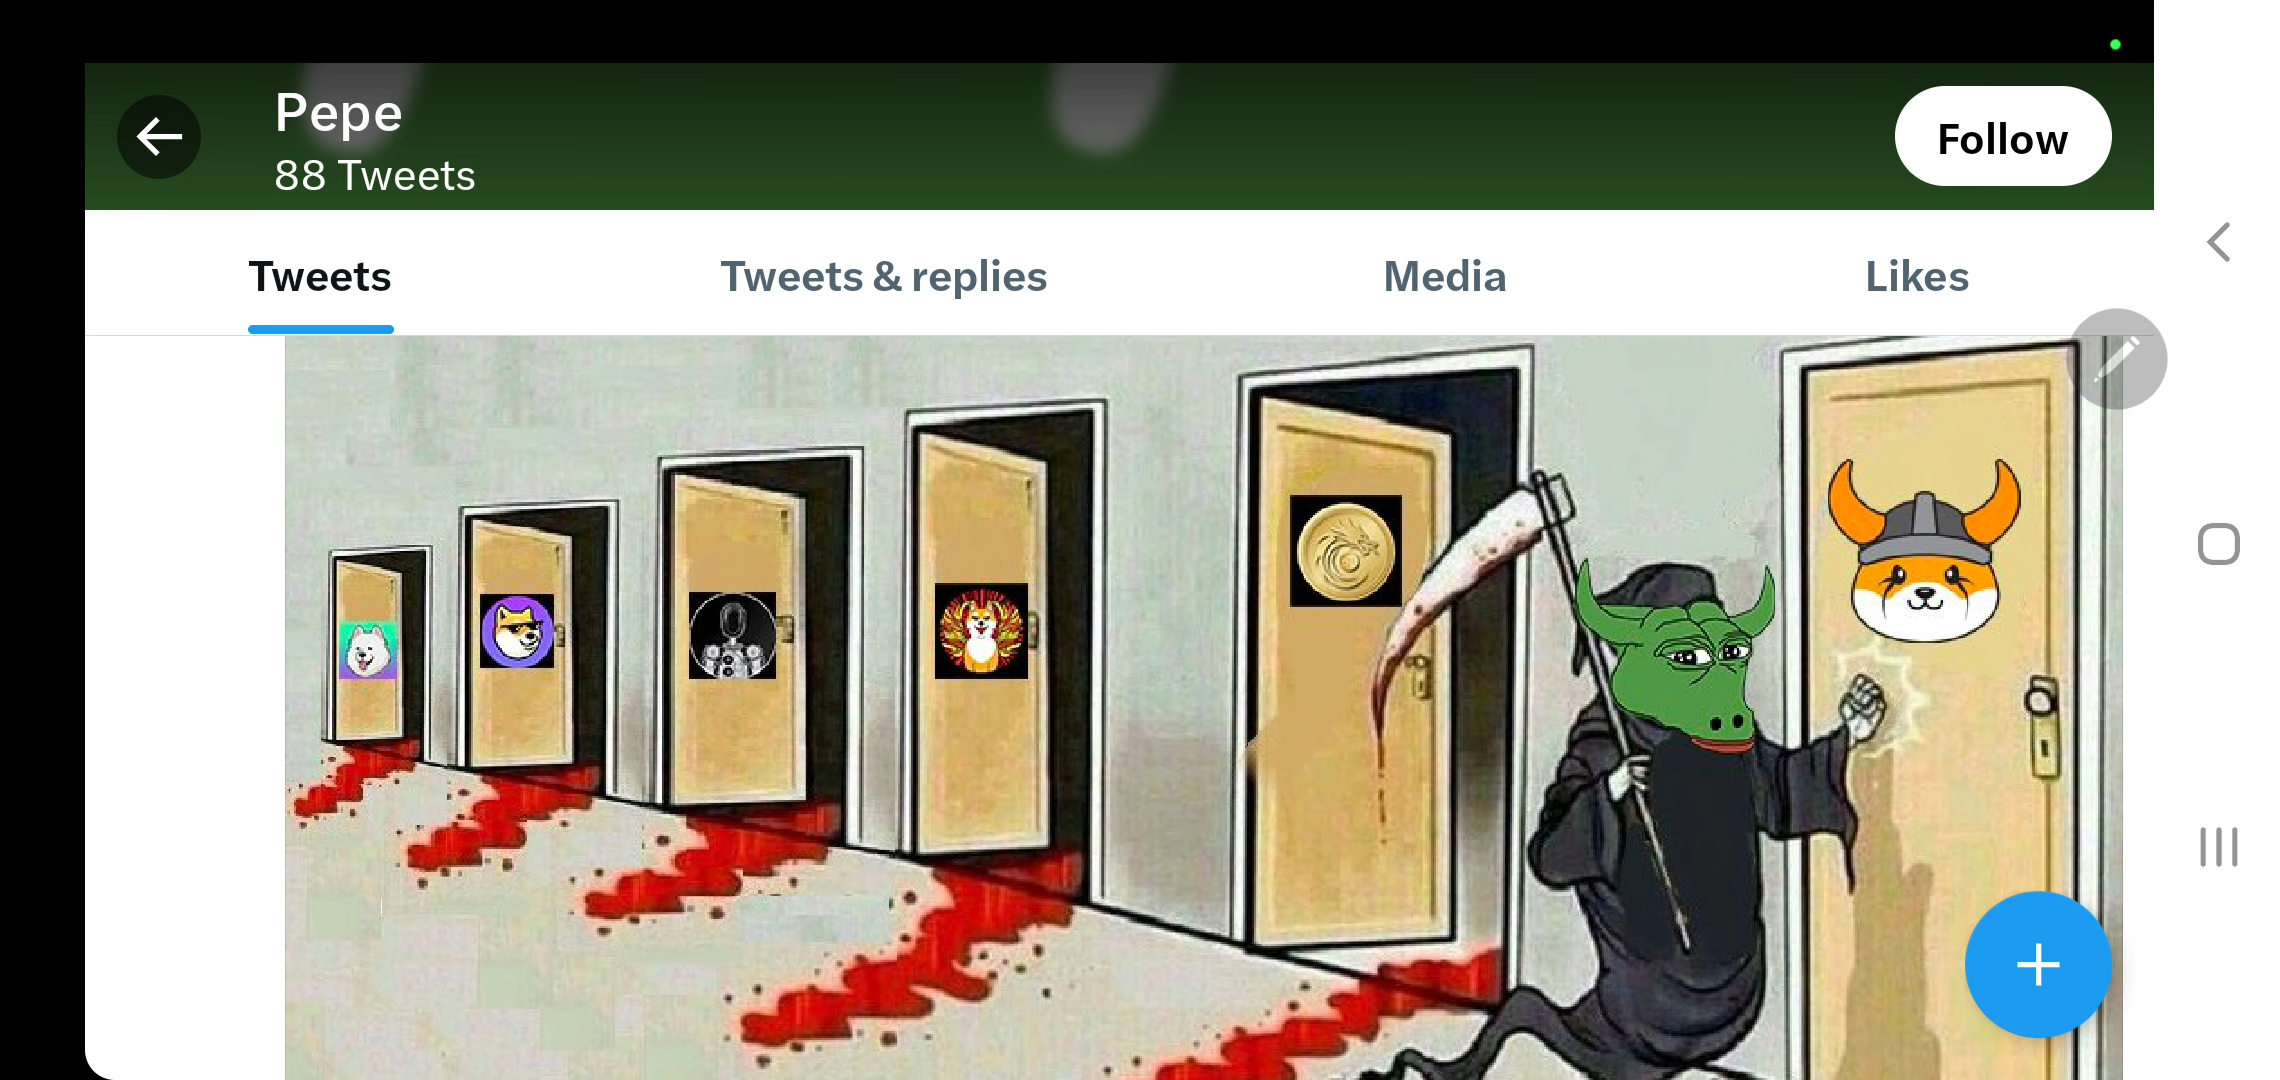 Pepe
88 Tweets
Follow
Tweets
Tweets & replies
Media
Likes